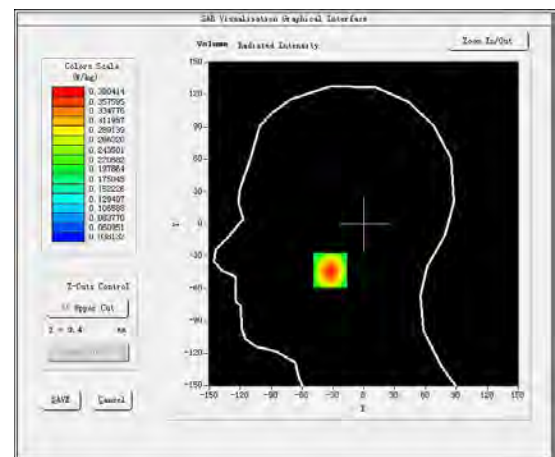 SAR Visualisation Graphical Interface
Volume Radiated Intensity
Zoom In/Out
Colors Scale
(W/kg)
0.380414
0.357595
0.334776
0.311957
0.289139
0.266320
0.243501
0.220682
0.197864
0.175045
0.152226
0.129407
0.106588
0.083770
0.060951
0.038132
150
120
90
60
30
0
-30
-60
-90
-120
-150
Y
-150 -120 -90 -60 -30 0 30 60 90 120 150
X
Z-Cuts Control
Upper Cut
Z = 0.4 mm
SAVE Cancel